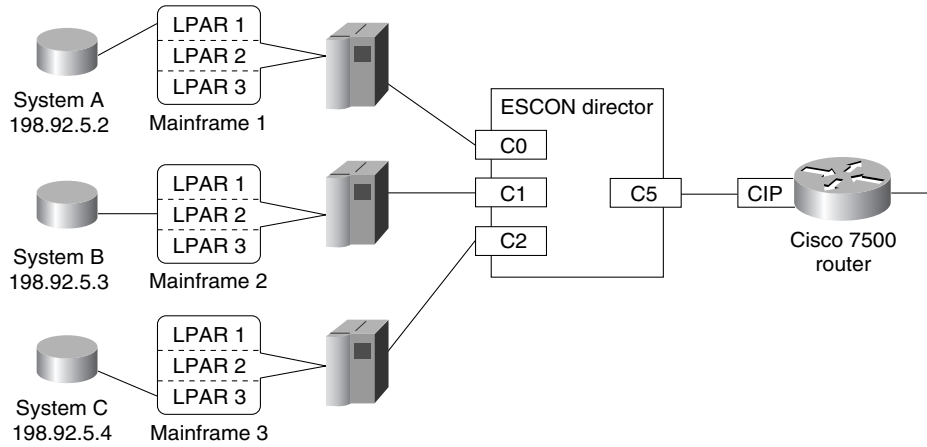 LPAR 1
LPAR 2
LPAR 3
System A
198.92.5.2
Mainframe 1
ESCON director
C0
LPAR 1
LPAR 2
LPAR 3
System B
198.92.5.3
Mainframe 2
C1
C5
CIP
C2
Cisco 7500
router
LPAR 1
LPAR 2
LPAR 3
System C
198.92.5.4
Mainframe 3